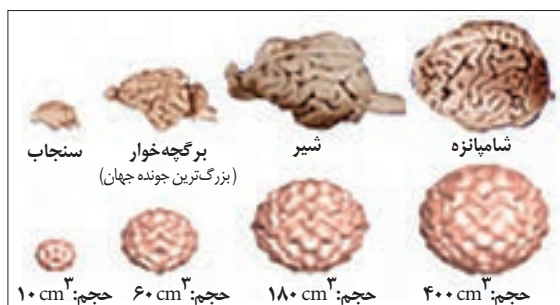 شامپانزه
شیر
برگچه‌خوار
(بزرگ‌ترین جونده جهان)
سنجاب
حجم: ۴۰۰ cm³
حجم: ۱۸۰ cm³
حجم: ۶۰ cm³
حجم: ۱۰ cm³